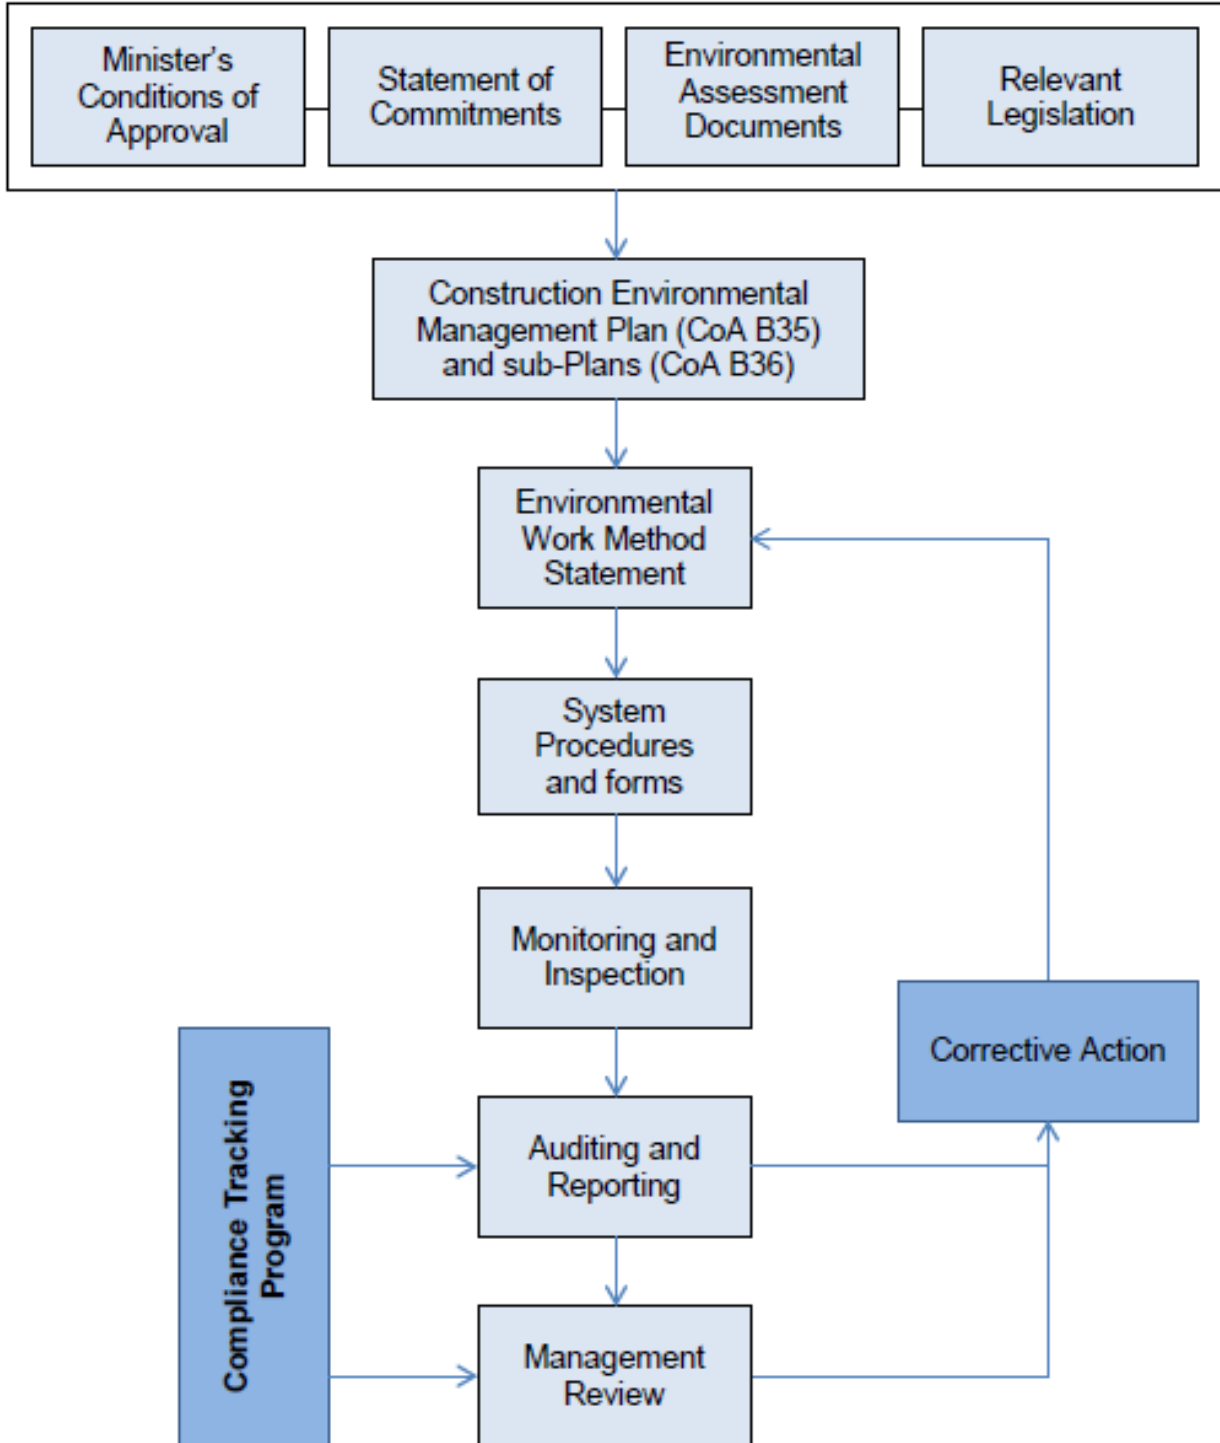 Minister's
Conditions of
Approval
Statement of
Commitments
Environmental
Assessment
Documents
Relevant
Legislation
Construction Environmental
Management Plan (CoA B35)
and sub-Plans (CoA B36)
Environmental
Work Method
Statement
System
Procedures
and forms
Monitoring and
Inspection
Corrective Action
Compliance Tracking
Program
Auditing and
Reporting
Management
Review